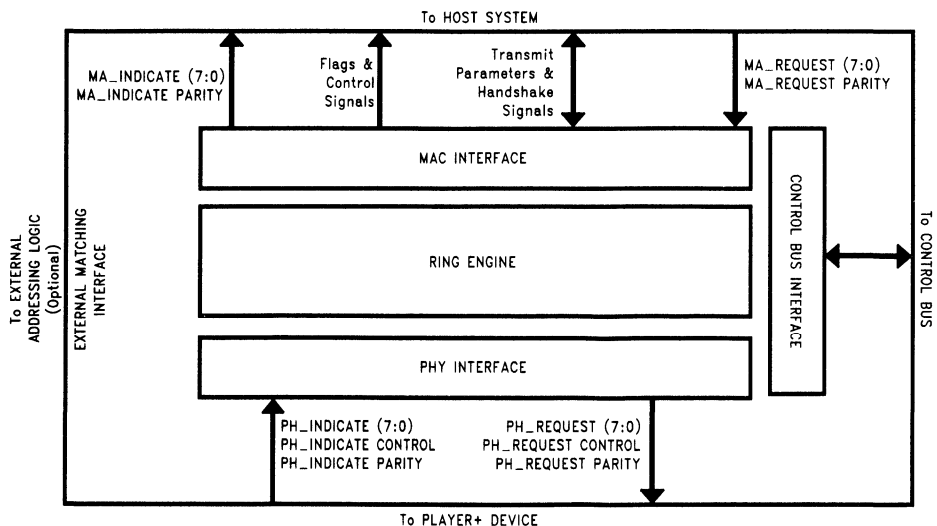 To HOST SYSTEM
MA_INDICATE (7:0)
MA_INDICATE PARITY
Flags &
Control
Signals
Transmit
Parameters &
Handshake
Signals
MA_REQUEST (7:0)
MA_REQUEST PARITY
MAC INTERFACE
RING ENGINE
PHY INTERFACE
CONTROL BUS INTERFACE
To CONTROL BUS
To EXTERNAL
ADDRESSING LOGIC
(Optional)
EXTERNAL MATCHING
INTERFACE
PH_INDICATE (7:0)
PH_INDICATE CONTROL
PH_INDICATE PARITY
PH_REQUEST (7:0)
PH_REQUEST CONTROL
PH_REQUEST PARITY
To PLAYER+ DEVICE